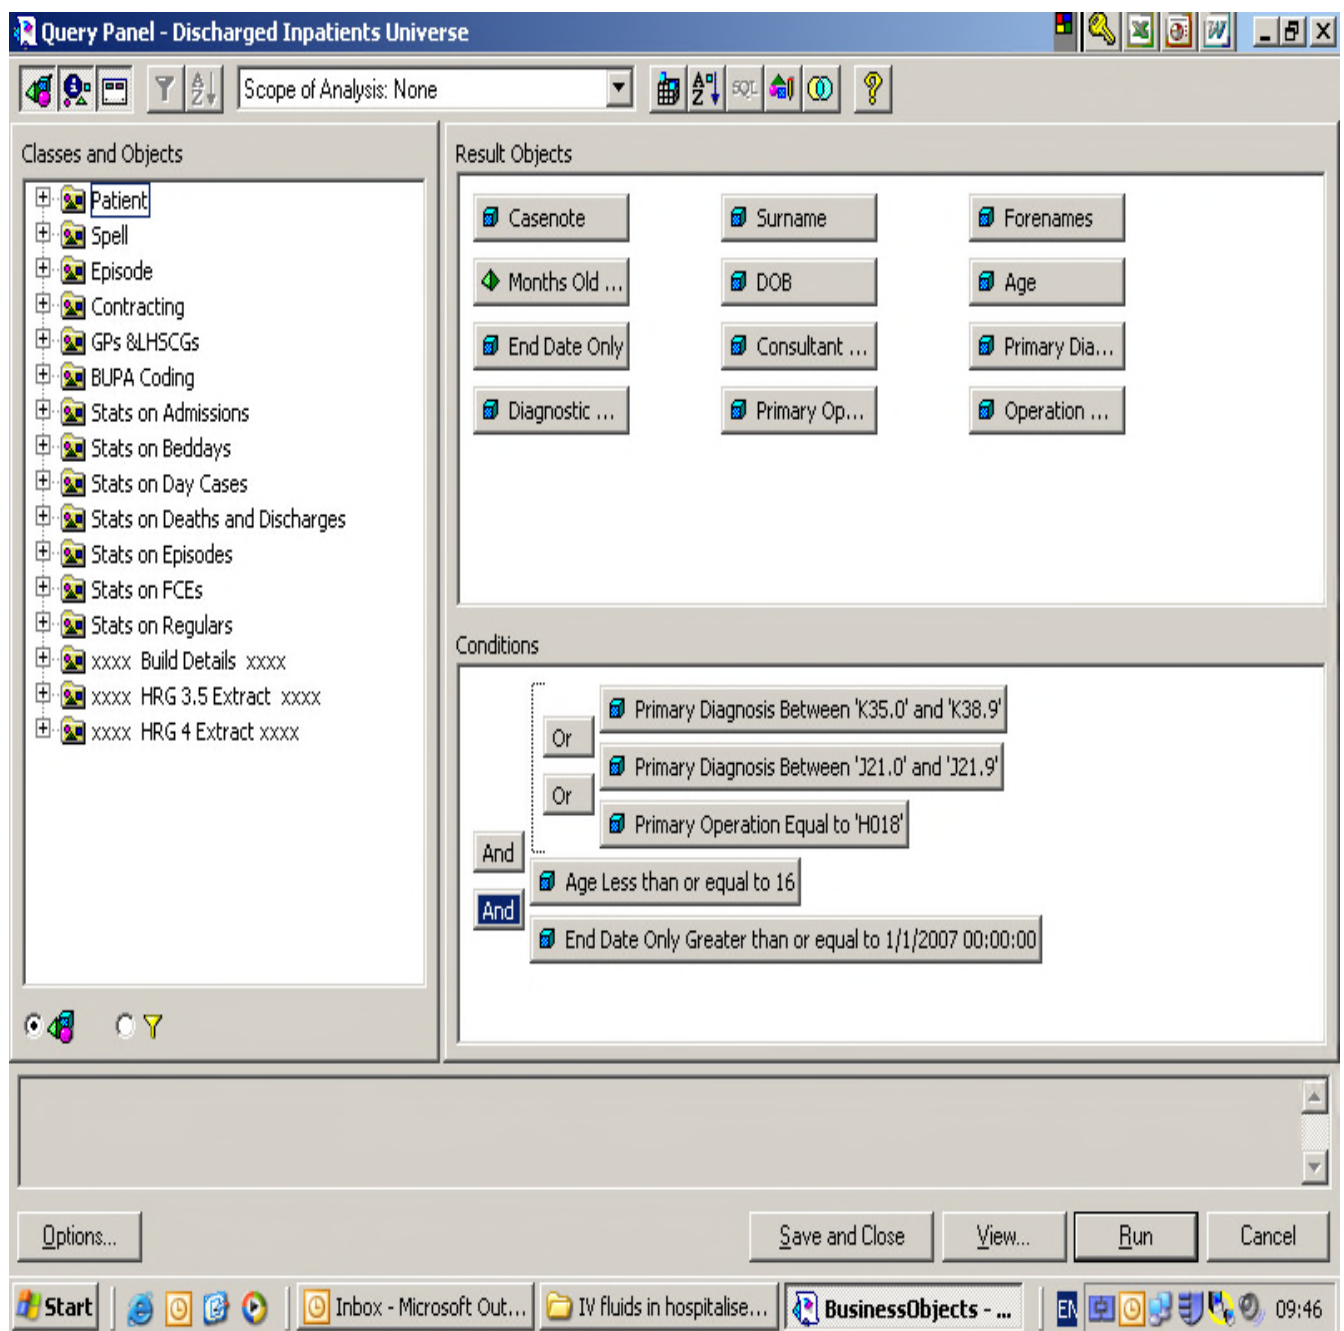 Query Panel - Discharged Inpatients Universe
Scope of Analysis: None
SQL
Classes and Objects
Patient
Spell
Episode
Contracting
GPs &LHSCGs
BUPA Coding
Stats on Admissions
Stats on Beddays
Stats on Day Cases
Stats on Deaths and Discharges
Stats on Episodes
Stats on FCEs
Stats on Regulars
xxxx Build Details xxxx
xxxx HRG 3.5 Extract xxxx
xxxx HRG 4 Extract xxxx
Result Objects
Casenote Surname Forenames
Months Old ... DOB Age
End Date Only Consultant ... Primary Dia...
Diagnostic ... Primary Op... Operation ...
Conditions
Primary Diagnosis Between 'K35.0' and 'K38.9'
Or
Primary Diagnosis Between 'J21.0' and 'J21.9'
Or
Primary Operation Equal to 'H018'
And
Age Less than or equal to 16
And
End Date Only Greater than or equal to 1/1/2007 00:00:00
Options... Save and Close View... Run Cancel
Start Inbox - Microsoft Out... IV fluids in hospitalise... BusinessObjects - ... EN 09:46